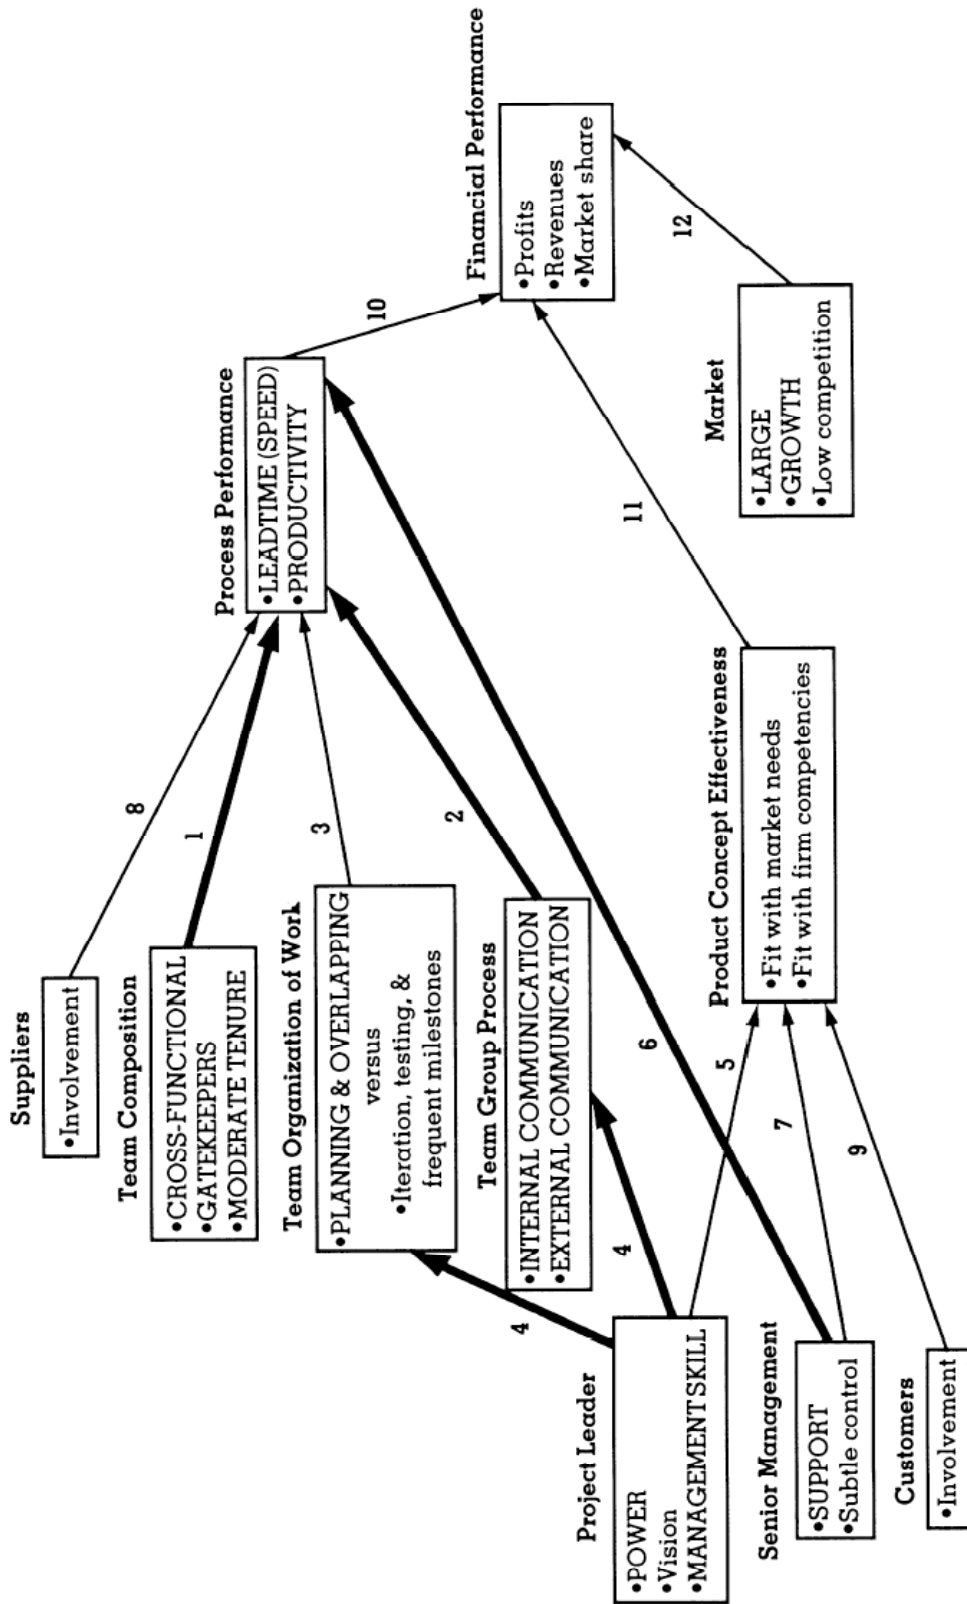 Suppliers
•Involvement
8
Team Composition
•CROSS-FUNCTIONAL
•GATEKEEPERS
•MODERATE TENURE
1
Team Organization of Work
•PLANNING & OVERLAPPING
versus
•Iteration, testing, &
frequent milestones
3
Team Group Process
•INTERNAL COMMUNICATION
•EXTERNAL COMMUNICATION
2
Project Leader
•POWER
•Vision
•MANAGEMENT SKILL
4
4
5
Senior Management
•SUPPORT
•Subtle control
6
7
Customers
•Involvement
9
Process Performance
•LEADTIME (SPEED)
•PRODUCTIVITY
10
Product Concept Effectiveness
•Fit with market needs
•Fit with firm competencies
11
Market
•LARGE
•GROWTH
•Low competition
12
Financial Performance
•Profits
•Revenues
•Market share